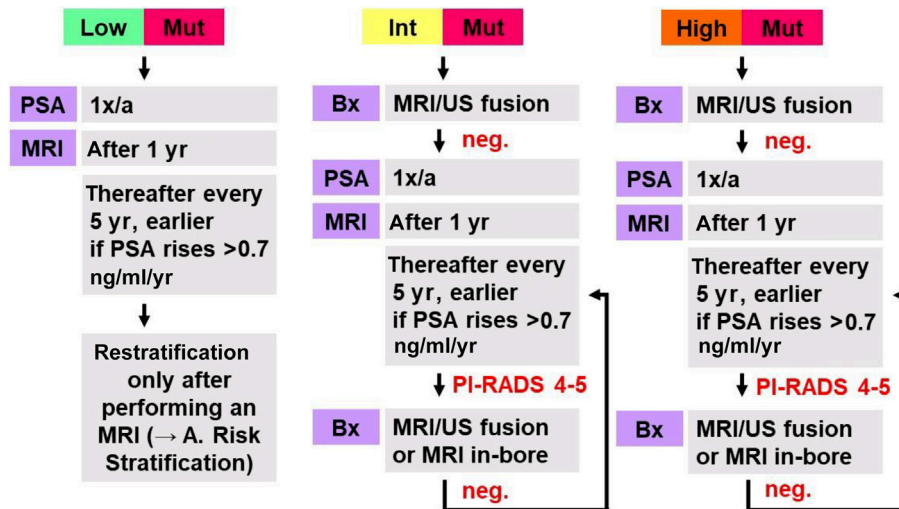 Low Mut
PSA 1x/a
MRI After 1 yr
Thereafter every
5 yr, earlier
if PSA rises >0.7
ng/ml/yr
Restratification
only after
performing an
MRI (→ A. Risk
Stratification)
Int Mut
Bx MRI/US fusion
neg.
PSA 1x/a
MRI After 1 yr
Thereafter every
5 yr, earlier
if PSA rises >0.7
ng/ml/yr
PI-RADS 4-5
Bx MRI/US fusion
or MRI in-bore
neg.
High Mut
Bx MRI/US fusion
neg.
PSA 1x/a
MRI After 1 yr
Thereafter every
5 yr, earlier
if PSA rises >0.7
ng/ml/yr
PI-RADS 4-5
Bx MRI/US fusion
or MRI in-bore
neg.